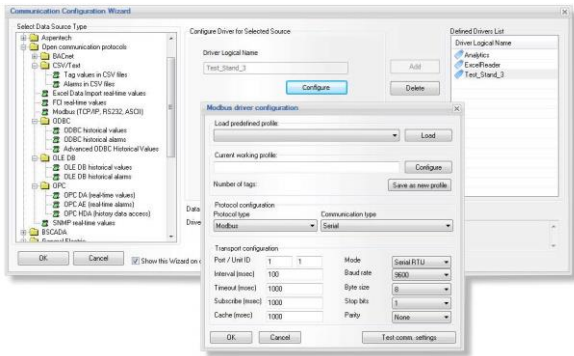 Communication Configuration Wizard
Select Data Source Type
Aspentech
Open communication protocols
BACnet
CSV/Text
Tag values in CSV files
Alarms in CSV files
Excel Data Import real-time values
FCI real-time values
Modbus (TCP/IP, RS232, ASCII)
ODBC
ODBC historical values
ODBC historical alarms
Advanced ODBC Historical Values
OLE DB
OLE DB historical values
OLE DB historical alarms
OPC
OPC DA (real-time values)
OPC AE (real-time alarms)
OPC HDA (history data access)
SNMP real-time values
BSCADA
General Electric
OK
Cancel
Show this Wizard on
Configure Driver for Selected Source
Driver Logical Name
Test_Stand_3
Add
Configure
Delete
Data
Drive
Defined Drivers List
Driver Logical Name
Analytics
ExcelReader
Test_Stand_3
Modbus driver configuration
Load predefined profile:
Load
Current working profile:
Configure
Number of tags:
Save as new profile
Protocol configuration
Protocol type
Communication type
Modbus
Serial
Transport configuration
Port / Unit ID 1 1 Mode Serial RTU
Interval (msec) 100 Baud rate 9600
Timeout (msec) 1000 Byte size 8
Subscribe (msec) 1000 Stop bits 1
Cache (msec) 1000 Parity None
OK
Cancel
Test comm. settings